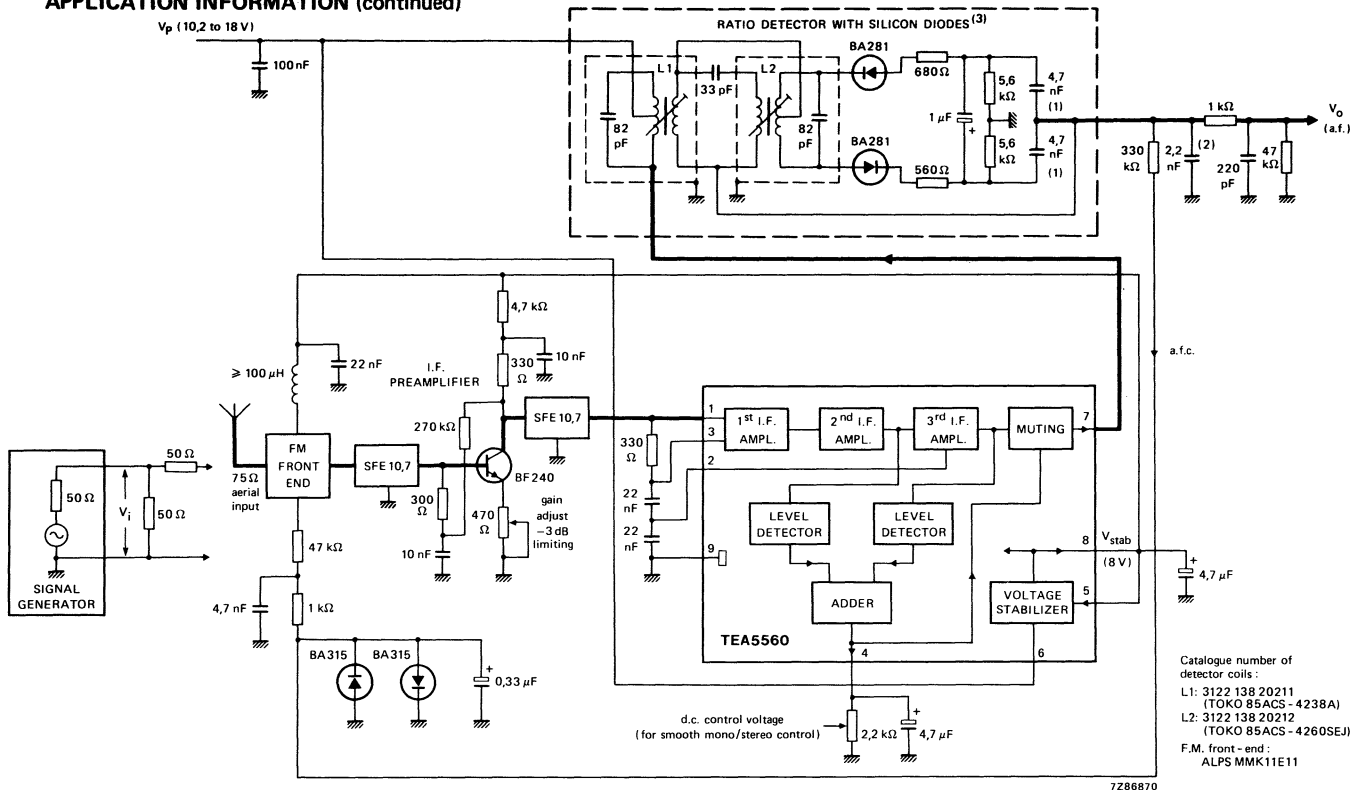 APPLICATION INFORMATION (continued)
Vp (10,2 to 18 V)
100 nF
RATIO DETECTOR WITH SILICON DIODES(3)
L1
33 pF
L2
82
pF
82
pF
BA281
680Ω
BA281
560Ω
1 μF
+
5,6
kΩ
5,6
kΩ
4,7
nF
(1)
4,7
nF
(1)
330
kΩ
2,2
nF
(2)
1 kΩ
220
pF
47
kΩ
Vo
(a.f.)
a.f.c.
4,7 kΩ
10 nF
330
Ω
≥ 100 μH
22 nF
I.F.
PREAMPLIFIER
270 kΩ
SFE 10,7
FM
FRONT
END
SFE 10,7
75Ω
aerial
input
BF240
300
Ω
10 nF
470
Ω
gain
adjust
–3 dB
limiting
50 Ω
50 Ω
Vi
50 Ω
SIGNAL
GENERATOR
47 kΩ
4,7 nF
1 kΩ
BA315
BA315
+
0,33 μF
330
Ω
22
nF
22
nF
1
3
2
9
1st I.F.
AMPL.
2nd I.F.
AMPL.
3rd I.F.
AMPL.
MUTING
7
LEVEL
DETECTOR
LEVEL
DETECTOR
ADDER
VOLTAGE
STABILIZER
8
Vstab
(8 V)
5
+
4,7 μF
TEA5560
4
6
d.c. control voltage
(for smooth mono/stereo control)
2,2 kΩ
+
4,7 μF
Catalogue number of
detector coils :
L1: 3122 138 20211
(TOKO 85ACS - 4238A)
L2: 3122 138 20212
(TOKO 85ACS - 4260SEJ)
F.M. front - end :
ALPS MMK11E11
7Z86870